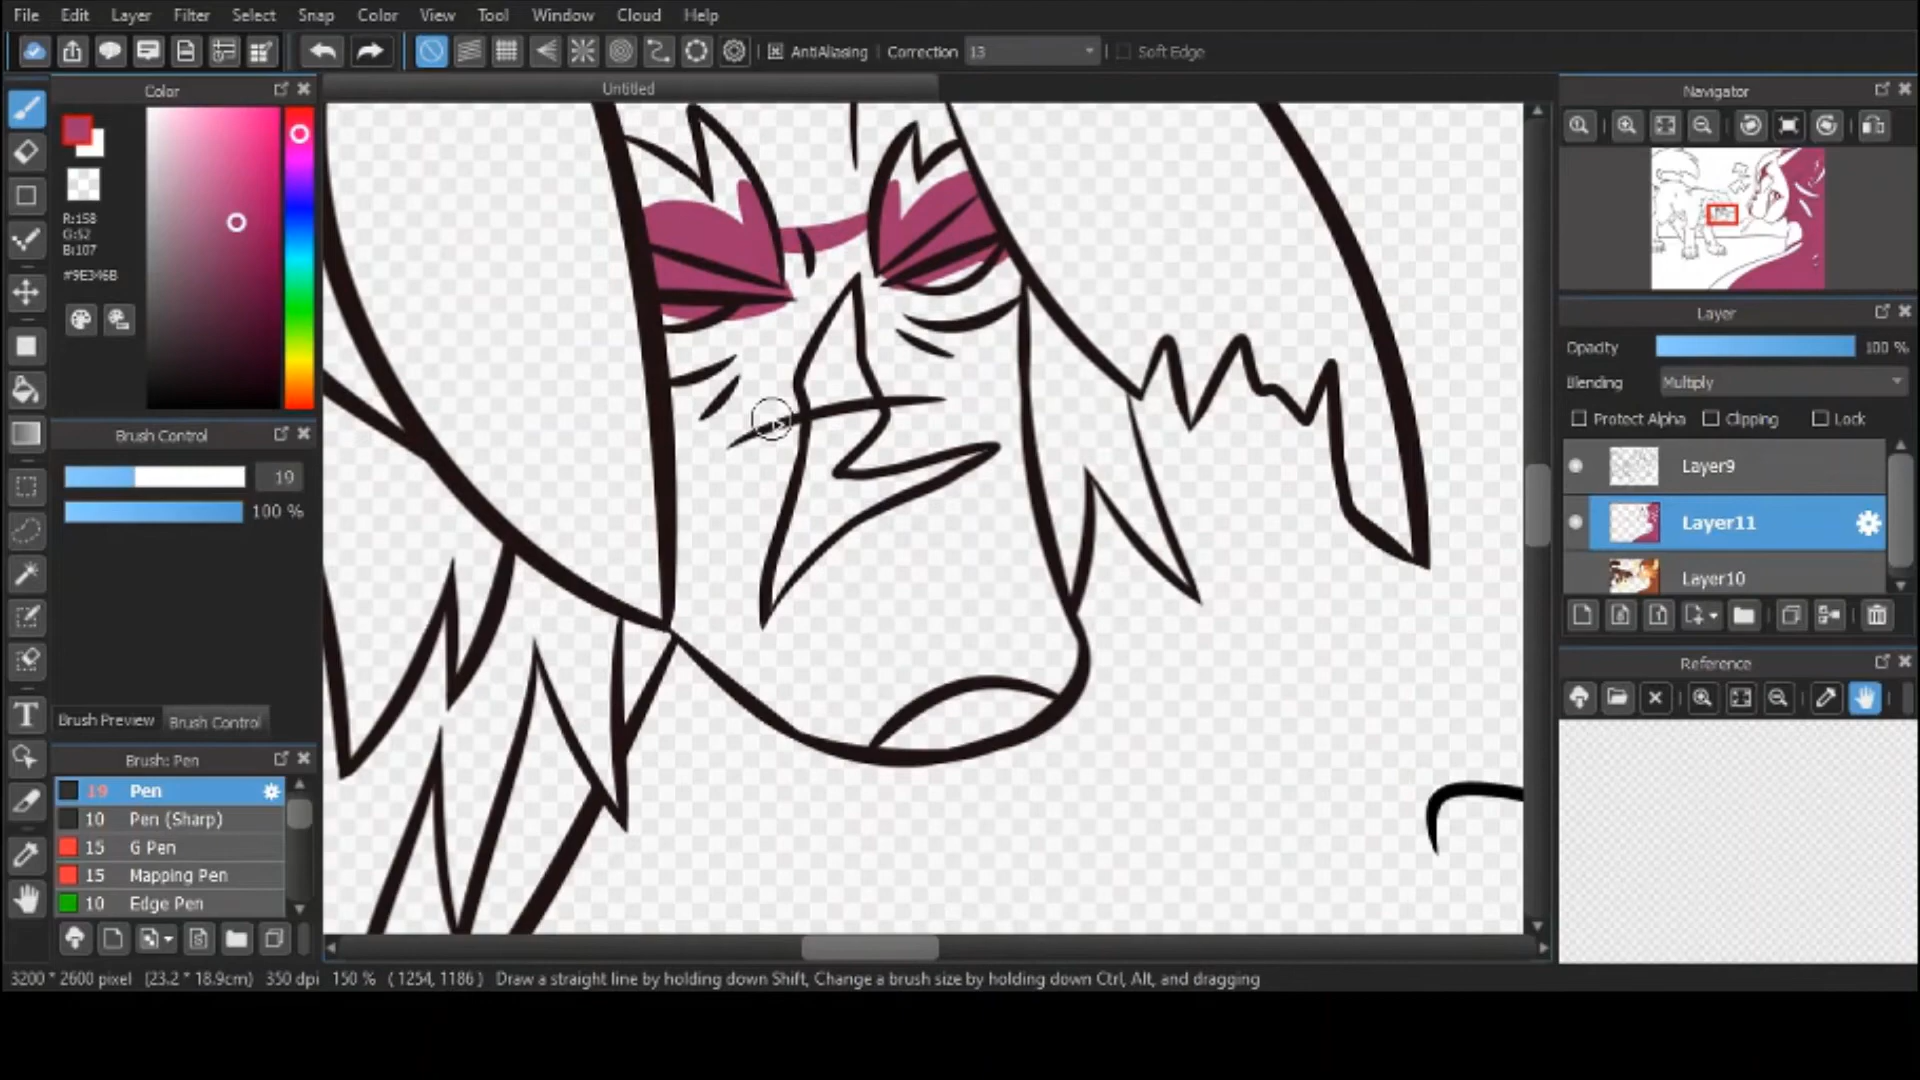 File Edit Layer Filter Select Snap Color View Tool Window Cloud Help
AntiAliasing Correction 13 Soft Edge
Color
R:158
G:52
B:107
#9E346B
Brush Control
19
100 %
Brush Preview Brush Control
Brush: Pen
19 Pen
10 Pen (Sharp)
15 G Pen
15 Mapping Pen
10 Edge Pen
Untitled
Navigator
Layer
Opacity 100 %
Blending Multiply
Protect Alpha Clipping Lock
Layer9
Layer11
Layer10
Reference
3200 * 2600 pixel (23.2 * 18.9cm) 350 dpi 150 % ( 1254, 1186 ) Draw a straight line by holding down Shift, Change a brush size by holding down Ctrl, Alt, and dragging